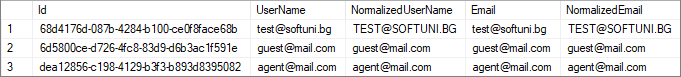 Id UserName NomalizedUserName Email NomalizedEmail
1 68d4176d-087b-4284-b100-ce0f8face68b test@softuni.bg TEST@SOFTUNI.BG test@softuni.bg TEST@SOFTUNI.BG
2 6d5800ce-d726-4fc8-83d9-d6b3ac1f591e guest@mail.com guest@mail.com guest@mail.com guest@mail.com
3 dea12856-c198-4129-b3f3-b893d8395082 agent@mail.com agent@mail.com agent@mail.com agent@mail.com